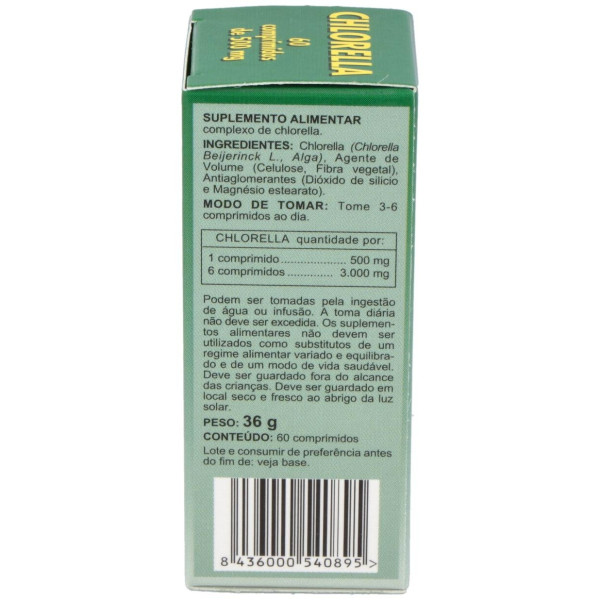 CHLORELLA
60
comprimidos
de 500 mg
SUPLEMENTO ALIMENTAR
complexo de chlorella.
INGREDIENTES: Chlorella (Chlorella
Beijerinck L., Alga), Agente de
Volume (Celulose, Fibra vegetal),
Antiaglomerantes (Dióxido de silicio
e Magnésio estearato).
MODO DE TOMAR: Tome 3-6
comprimidos ao dia.
CHLORELLA quantidade por:
1 comprimido ................... 500 mg
6 comprimidos ............. 3.000 mg
Podem ser tomadas pela ingestão
de água ou infusão. A toma diária
não deve ser excedida. Os suplemen-
tos alimentares não devem ser
utilizados como substitutos de um
regime alimentar variado e equilibra-
do e de um modo de vida saudável.
Deve ser guardado fora do alcance
das crianças. Deve ser guardado em
local seco e fresco ao abrigo da luz
solar.
PESO: 36 g
CONTEÚDO: 60 comprimidos
Lote e consumir de preferência antes
do fim de: veja base.
8 436000 540895>